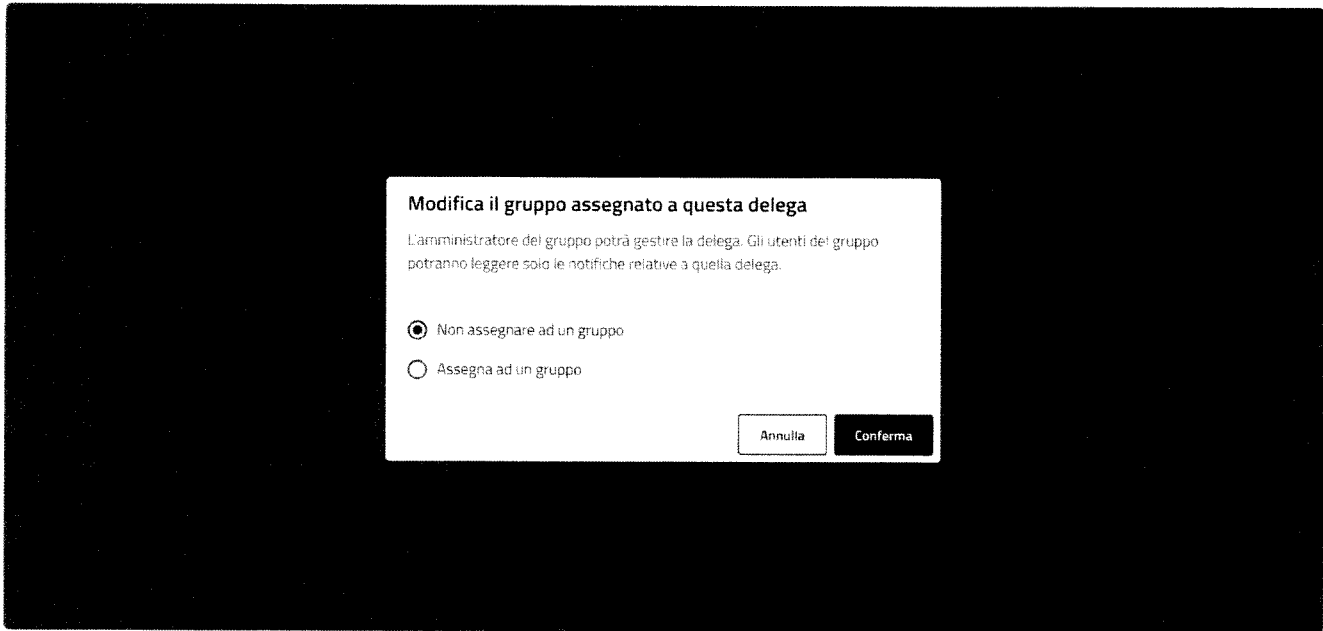 Modifica il gruppo assegnato a questa delega
L'amministratore del gruppo potrà gestire la delega. Gli utenti del gruppo
potranno leggere solo le notifiche relative a quella delega.
Non assegnare ad un gruppo
Assegna ad un gruppo
Annulla Conferma